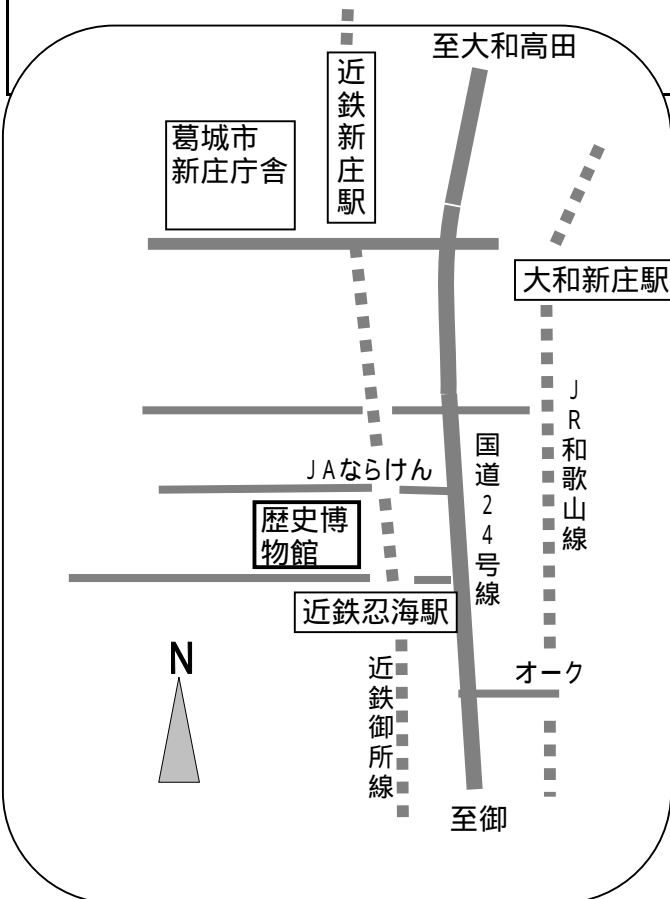 至大和高田
近鉄新庄駅
葛城市
新庄庁舎
大和新庄駅
JR和歌山線
国道24号線
JAならけん
歴史博
物館
近鉄忍海駅
N
オーク
近鉄御所線
至御